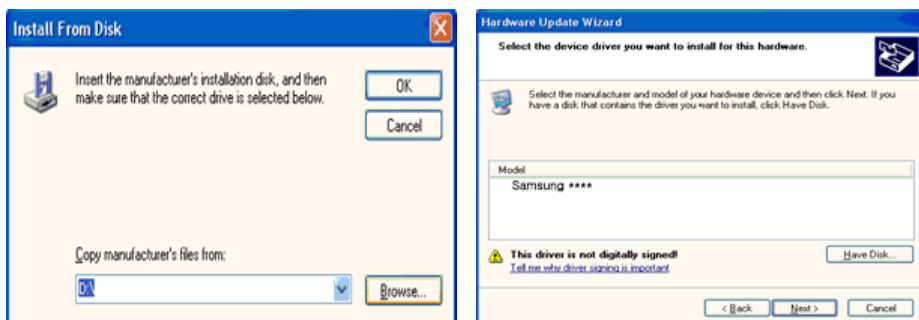 Install From Disk
Insert the manufacturer's installation disk, and then
make sure that the correct drive is selected below.
OK
Cancel
Copy manufacturer's files from:
D:\
Browse...
Hardware Update Wizard
Select the device driver you want to install for this hardware.
Select the manufacturer and model of your hardware device and then click Next. If you
have a disk that contains the driver you want to install, click Have Disk.
Model
Samsung ****
This driver is not digitally signed!
Tell me why driver signing is important
Have Disk...
< Back
Next >
Cancel